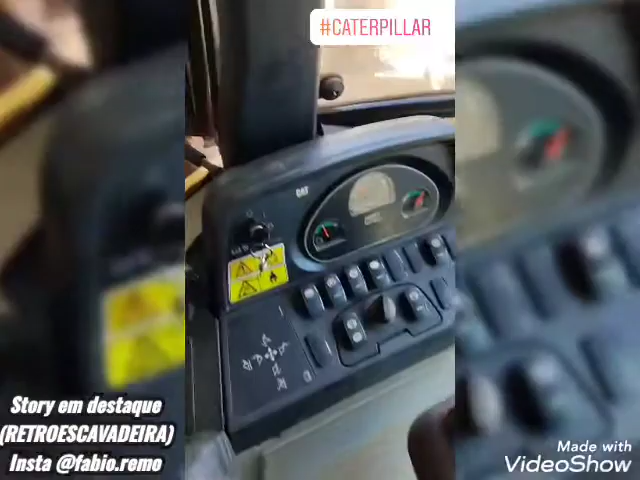 #CATERPILLAR
CAT
Story em destaque
(RETROESCAVADEIRA)
Insta @fabio.remo
Made with
VideoShow